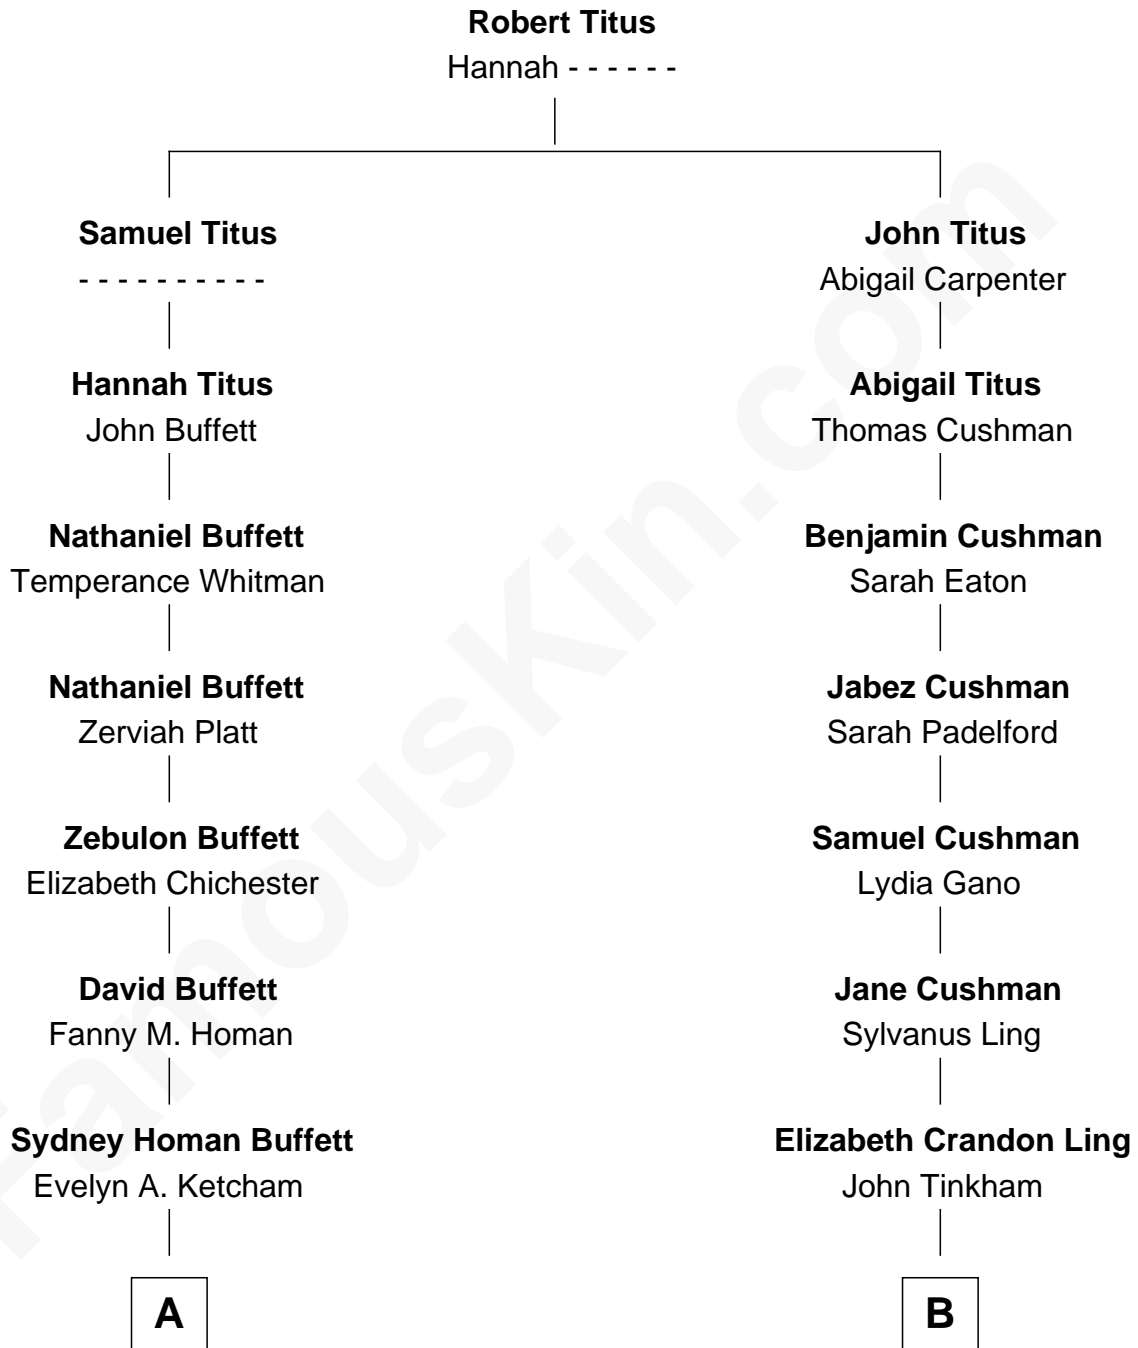 Robert Titus
Hannah - - - - - -
Samuel Titus
- - - - - - - - - -
John Titus
Abigail Carpenter
Hannah Titus
John Buffett
Abigail Titus
Thomas Cushman
Nathaniel Buffett
Temperance Whitman
Benjamin Cushman
Sarah Eaton
Nathaniel Buffett
Zerviah Platt
Jabez Cushman
Sarah Padelford
Zebulon Buffett
Elizabeth Chichester
Samuel Cushman
Lydia Gano
David Buffett
Fanny M. Homan
Jane Cushman
Sylvanus Ling
Sydney Homan Buffett
Evelyn A. Ketcham
Elizabeth Crandon Ling
John Tinkham
A
B
FamousKin.com